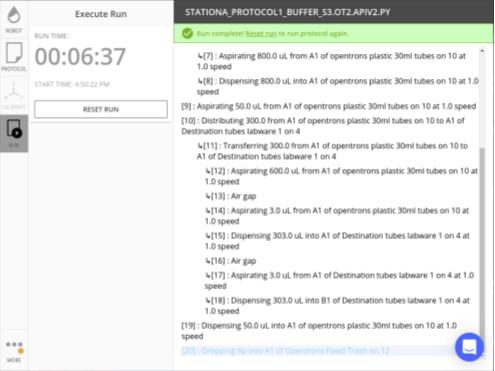 ROBOT
PROTOCOL
CALIBRATE
RUN
MORE
Execute Run
RUN TIME:
00:06:37
START TIME: 4:50:22 PM
RESET RUN
STATIONA_PROTOCOL1_BUFFER_S3.OT2.APIV2.PY
Run complete! Reset run to run protocol again.
↳[7] : Aspirating 800.0 uL from A1 of opentrons plastic 30ml tubes on 10 at
1.0 speed
↳[8] : Dispensing 800.0 uL into A1 of opentrons plastic 30ml tubes on 10 at 1.0
speed
[9] : Aspirating 50.0 uL from A1 of opentrons plastic 30ml tubes on 10 at 1.0 speed
[10] : Distributing 300.0 from A1 of opentrons plastic 30ml tubes on 10 to A1 of
Destination tubes labware 1 on 4
↳[11] : Transferring 300.0 from A1 of opentrons plastic 30ml tubes on 10 to
A1 of Destination tubes labware 1 on 4
↳[12] : Aspirating 600.0 uL from A1 of opentrons plastic 30ml tubes on 10 at
1.0 speed
↳[13] : Air gap
↳[14] : Aspirating 3.0 uL from A1 of opentrons plastic 30ml tubes on 10 at
1.0 speed
↳[15] : Dispensing 303.0 uL into A1 of Destination tubes labware 1 on 4 at
1.0 speed
↳[16] : Air gap
↳[17] : Aspirating 3.0 uL from A1 of Destination tubes labware 1 on 4 at 1.0
speed
↳[18] : Dispensing 303.0 uL into B1 of Destination tubes labware 1 on 4 at
1.0 speed
[19] : Dispensing 50.0 uL into A1 of opentrons plastic 30ml tubes on 10 at 1.0
speed
[20] : Dropping tip into A1 of Opentrons Fixed Trash on 12